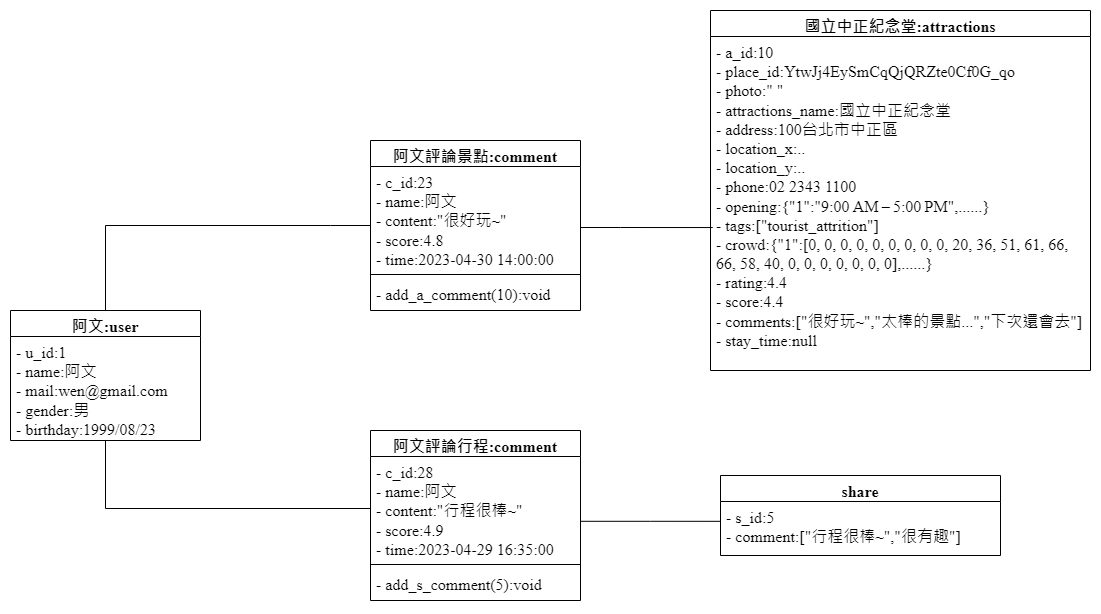 國立中正紀念堂:attractions
- a_id:10
- place_id:YtwJj4EySmCqQjQRZte0Cf0G_qo
- photo:" "
- attractions_name:國立中正紀念堂
- address:100台北市中正區
- location_x:..
- location_y:..
- phone:02 2343 1100
- opening:{"1":"9:00 AM – 5:00 PM",......}
- tags:["tourist_attrition"]
- crowd:{"1":[0, 0, 0, 0, 0, 0, 0, 0, 0, 20, 36, 51, 61, 66,
66, 58, 40, 0, 0, 0, 0, 0, 0, 0],......}
- rating:4.4
- score:4.4
- comments:["很好玩~","太棒的景點...","下次還會去"]
- stay_time:null
阿文評論景點:comment
- c_id:23
- name:阿文
- content:"很好玩~"
- score:4.8
- time:2023-04-30 14:00:00
- add_a_comment(10):void
阿文:user
- u_id:1
- name:阿文
- mail:wen@gmail.com
- gender:男
- birthday:1999/08/23
阿文評論行程:comment
- c_id:28
- name:阿文
- content:"行程很棒~"
- score:4.9
- time:2023-04-29 16:35:00
- add_s_comment(5):void
share
- s_id:5
- comment:["行程很棒~","很有趣"]